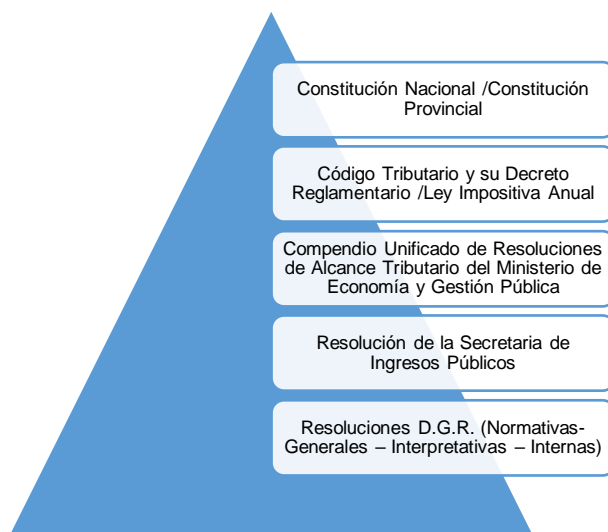 Constitución Nacional /Constitución
Provincial
Código Tributario y su Decreto
Reglamentario /Ley Impositiva Anual
Compendio Unificado de Resoluciones
de Alcance Tributario del Ministerio de
Economía y Gestión Pública
Resolución de la Secretaria de
Ingresos Públicos
Resoluciones D.G.R. (Normativas-
Generales – Interpretativas – Internas)